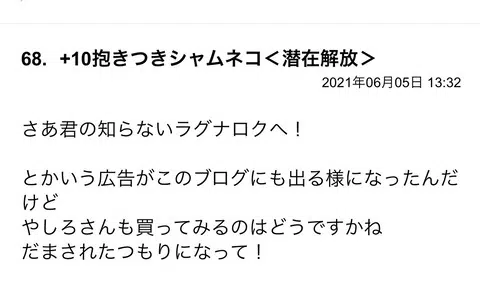 68. +10抱きつきシャムネコ＜潜在解放＞
2021年06月05日 13:32
さあ君の知らないラグナロクへ！
とかいう広告がこのブログにも出る様になったんだ
けど
やしろさんも買ってみるのはどうですかね
だまされたつもりになって！